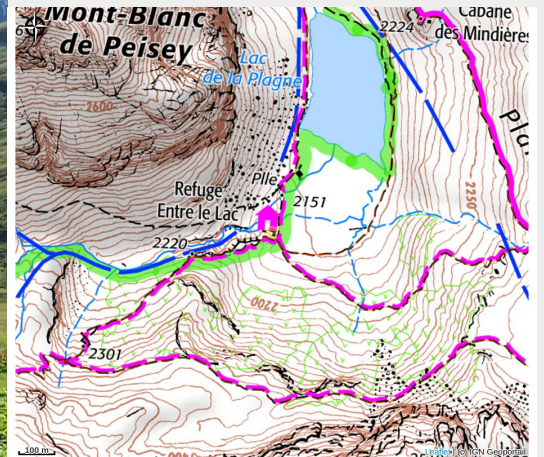 Mont-Blanc
de Peisey
2224
Cabane
des Mindières
Lac
de la Plagne
2600
Plle
Refuge
Entre le Lac
2151
2250
2220
2200
2301
100 m
Leaflet | (c) IGN Geoportail